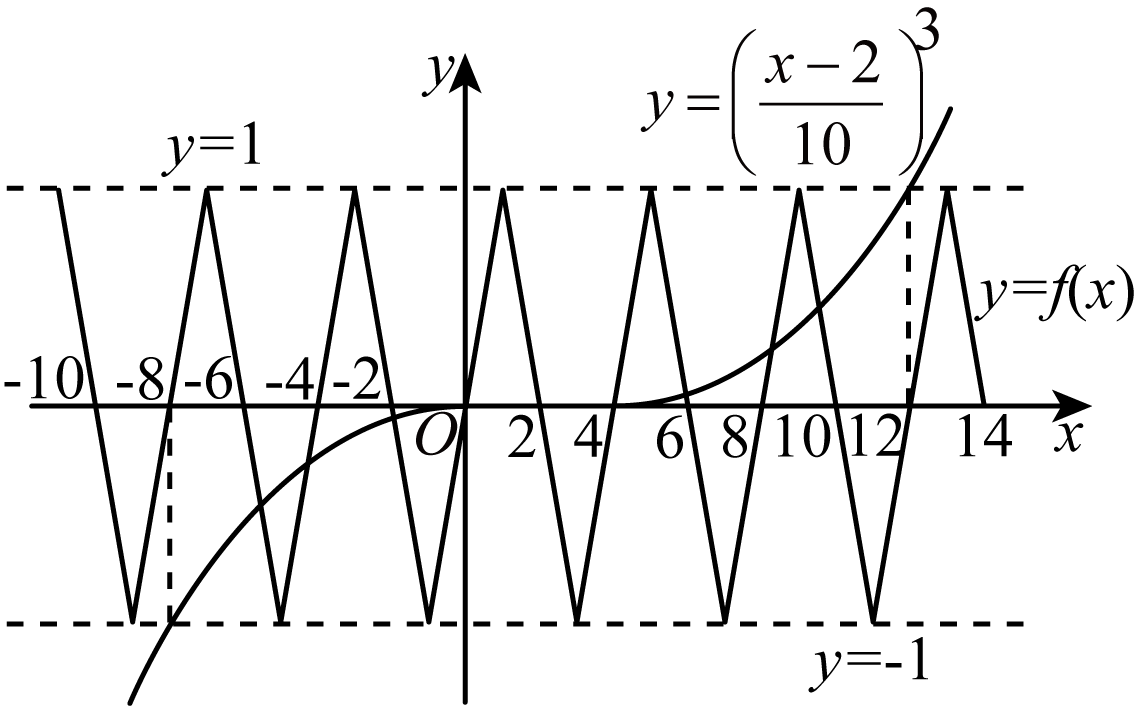 y
y=((x−2)/10)^3
y=1
y=f(x)
-10 -8 -6 -4 -2
O 2 4 6 8 10 12 14 x
y=-1